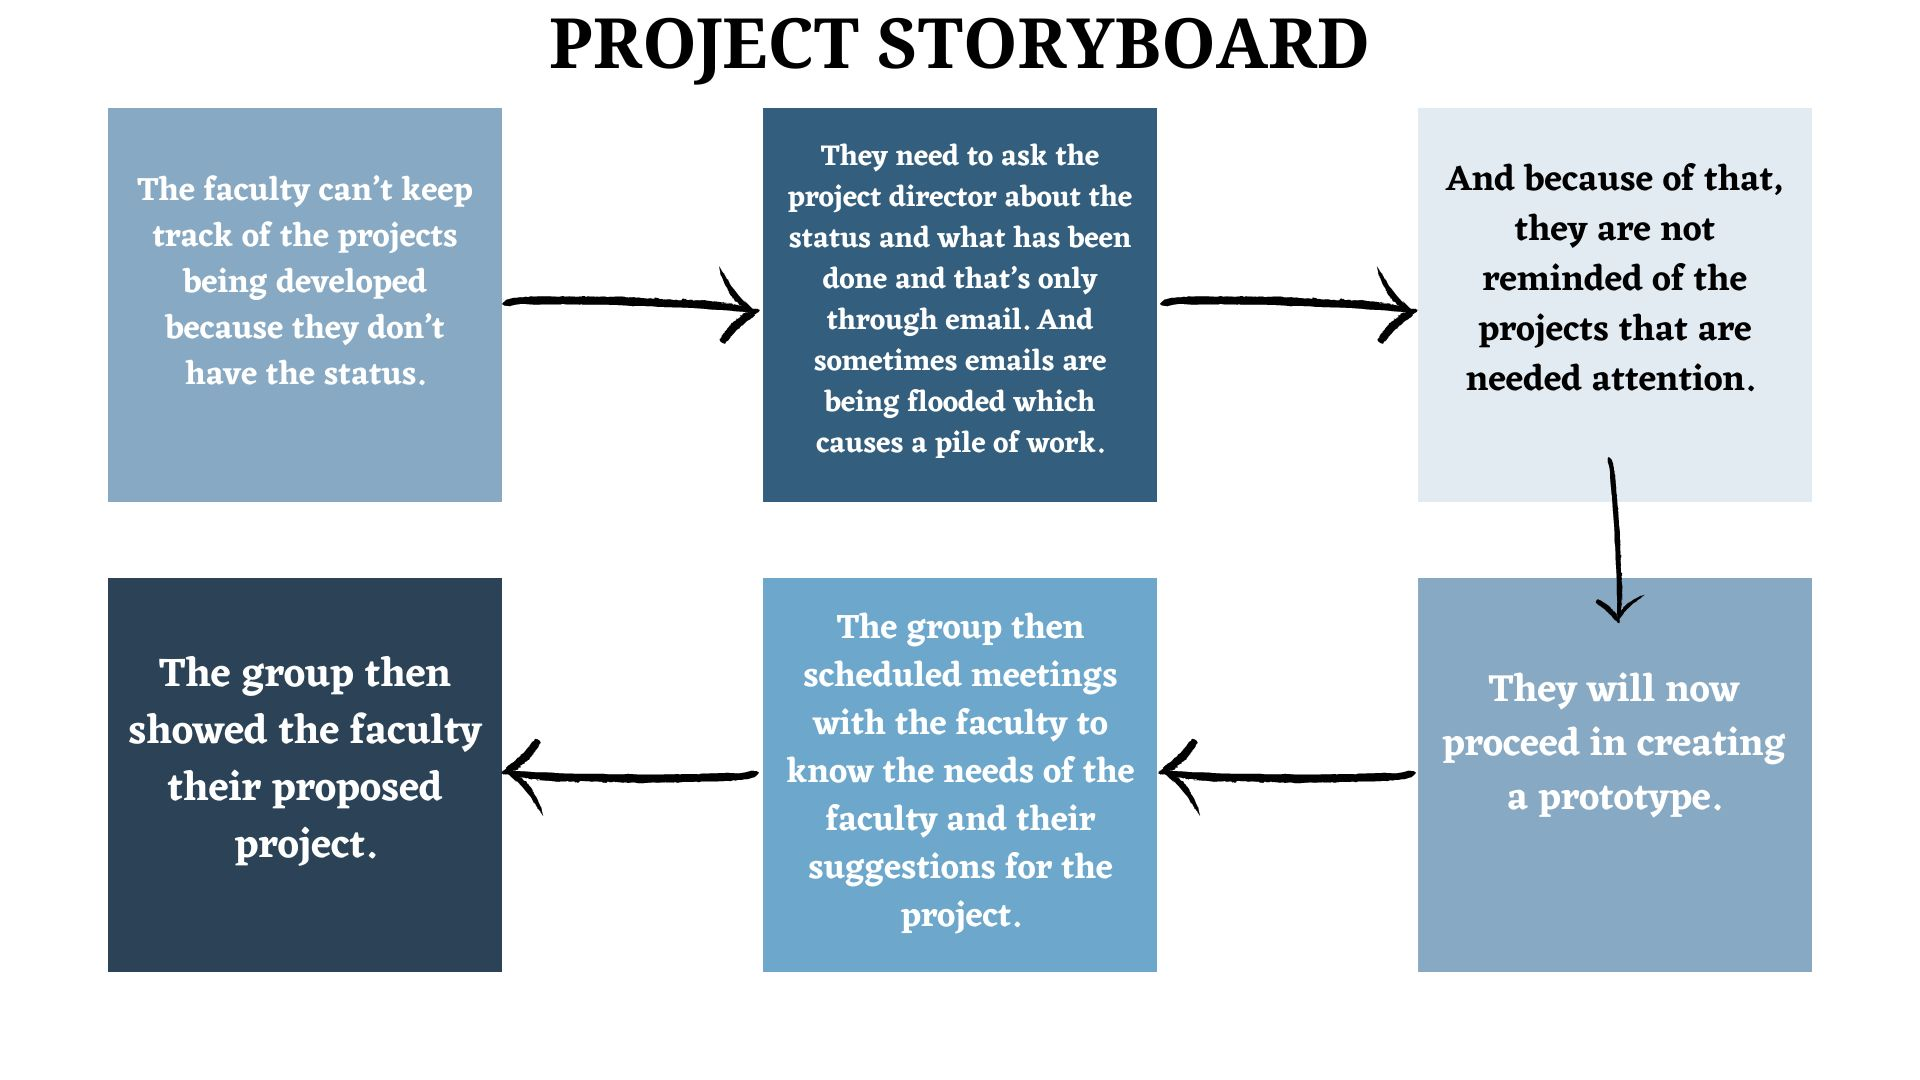 PROJECT STORYBOARD
The faculty can’t keep
track of the projects
being developed
because they don’t
have the status.
They need to ask the
project director about the
status and what has been
done and that’s only
through email. And
sometimes emails are
being flooded which
causes a pile of work.
And because of that,
they are not
reminded of the
projects that are
needed attention.
They will now
proceed in creating
a prototype.
The group then
scheduled meetings
with the faculty to
know the needs of the
faculty and their
suggestions for the
project.
The group then
showed the faculty
their proposed
project.